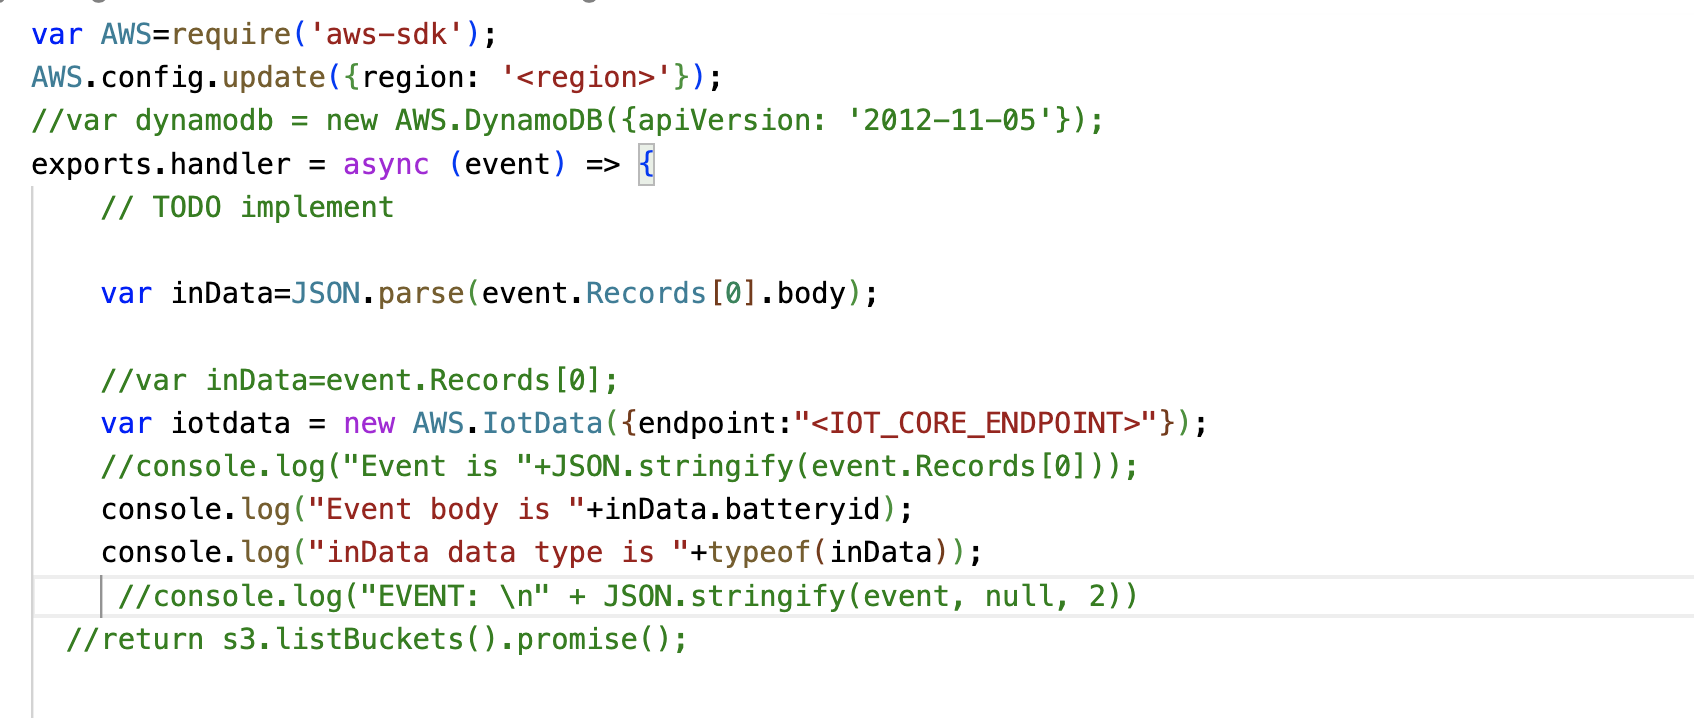 var AWS=require('aws-sdk');
AWS.config.update({region: '<region>'});
//var dynamodb = new AWS.DynamoDB({apiVersion: '2012-11-05'});
exports.handler = async (event) => {
    // TODO implement
    var inData=JSON.parse(event.Records[0].body);
    //var inData=event.Records[0];
    var iotdata = new AWS.IotData({endpoint:"<IOT_CORE_ENDPOINT>"});
    //console.log("Event is "+JSON.stringify(event.Records[0]));
    console.log("Event body is "+inData.batteryid);
    console.log("inData data type is "+typeof(inData));
     //console.log("EVENT: \n" + JSON.stringify(event, null, 2))
  //return s3.listBuckets().promise();